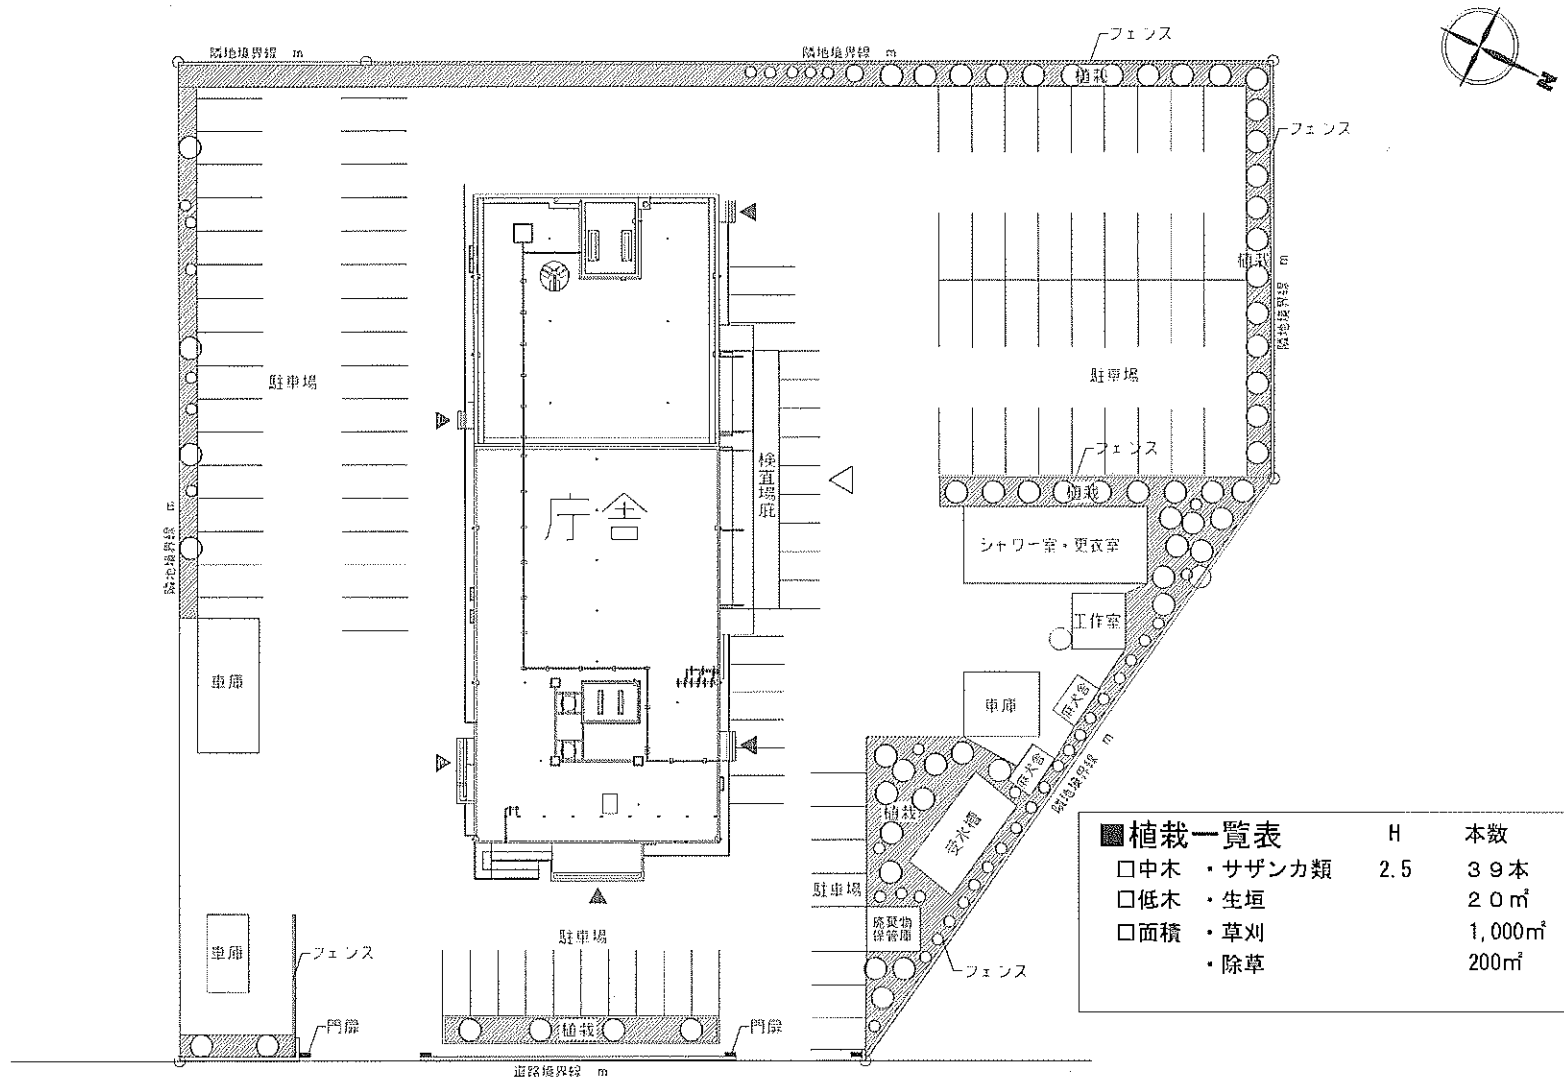 隣地境界線 m
隣地境界線 m
フェンス
N
植栽
フェンス
植栽
隣地境界線 m
駐車場
駐車場
フェンス
植栽
検査場庇
庁舎
シャワー室・更衣室
隣地境界線 m
工作室
車庫
車庫
麻犬舎
麻犬舎
隣地境界線 m
植栽
受水槽
駐車場
廃棄物
保管庫
駐車場
車庫
フェンス
フェンス
門扉
植栽
門扉
道路境界線 m
■植栽一覧表 H 本数
□中木 ・サザンカ類 2.5 39本
□低木 ・生垣 20㎡
□面積 ・草刈 1,000㎡
・除草 200㎡